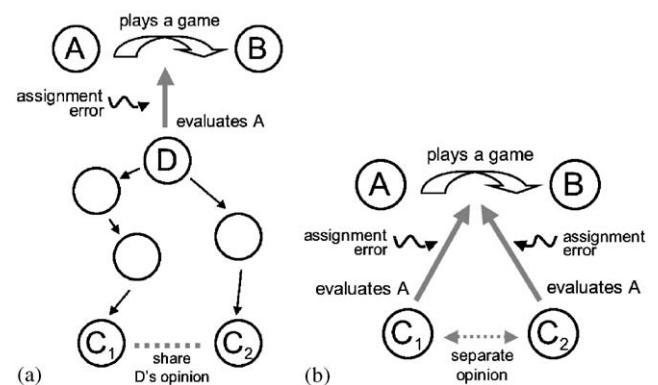 plays a game
A
B
assignment
error
evaluates A
D
C1
C2
share
D's opinion
(a)
plays a game
A
B
assignment
error
assignment
error
evaluates A
evaluates A
C1
C2
separate
opinion
(b)